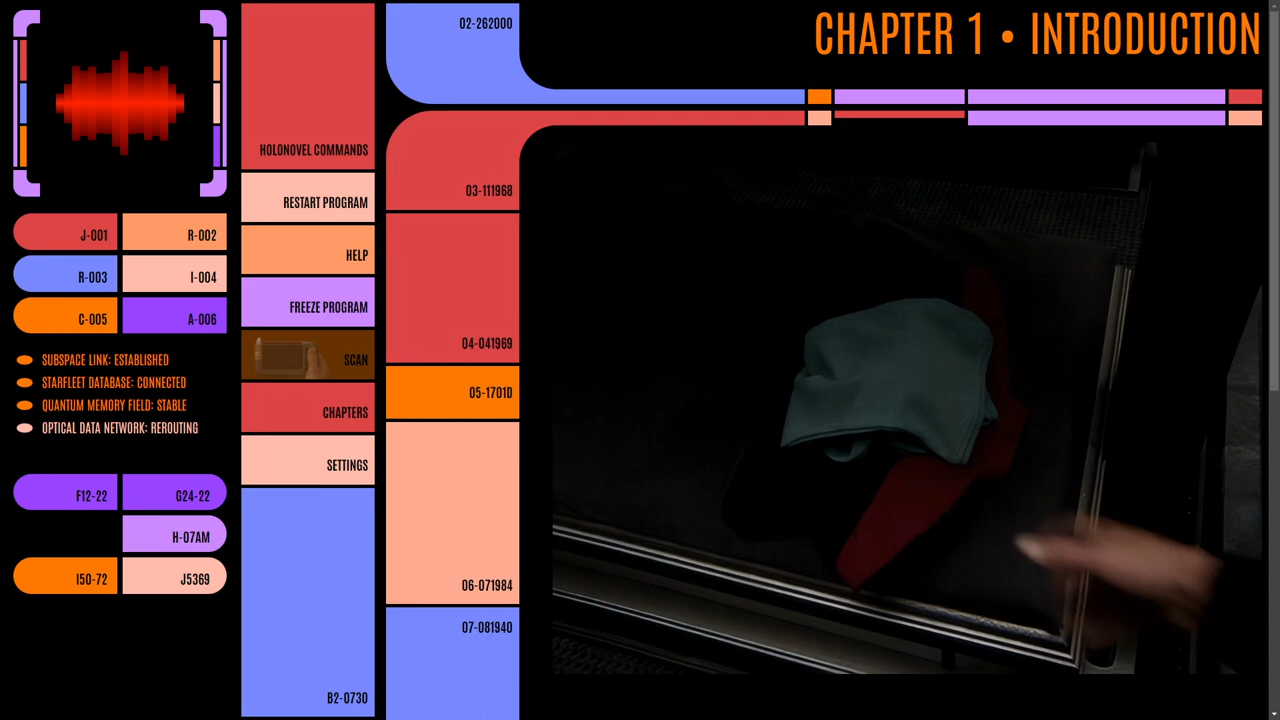 CHAPTER 1 • INTRODUCTION
J-001
R-002
R-003
I-004
C-005
A-006
SUBSPACE LINK: ESTABLISHED
STARFLEET DATABASE: CONNECTED
QUANTUM MEMORY FIELD: STABLE
OPTICAL DATA NETWORK: REROUTING
F12-22
G24-22
H-07AM
I50-72
J5369
HOLONOVEL COMMANDS
RESTART PROGRAM
HELP
FREEZE PROGRAM
SCAN
CHAPTERS
SETTINGS
B2-0730
02-262000
03-111968
04-041969
05-1701D
06-071984
07-081940